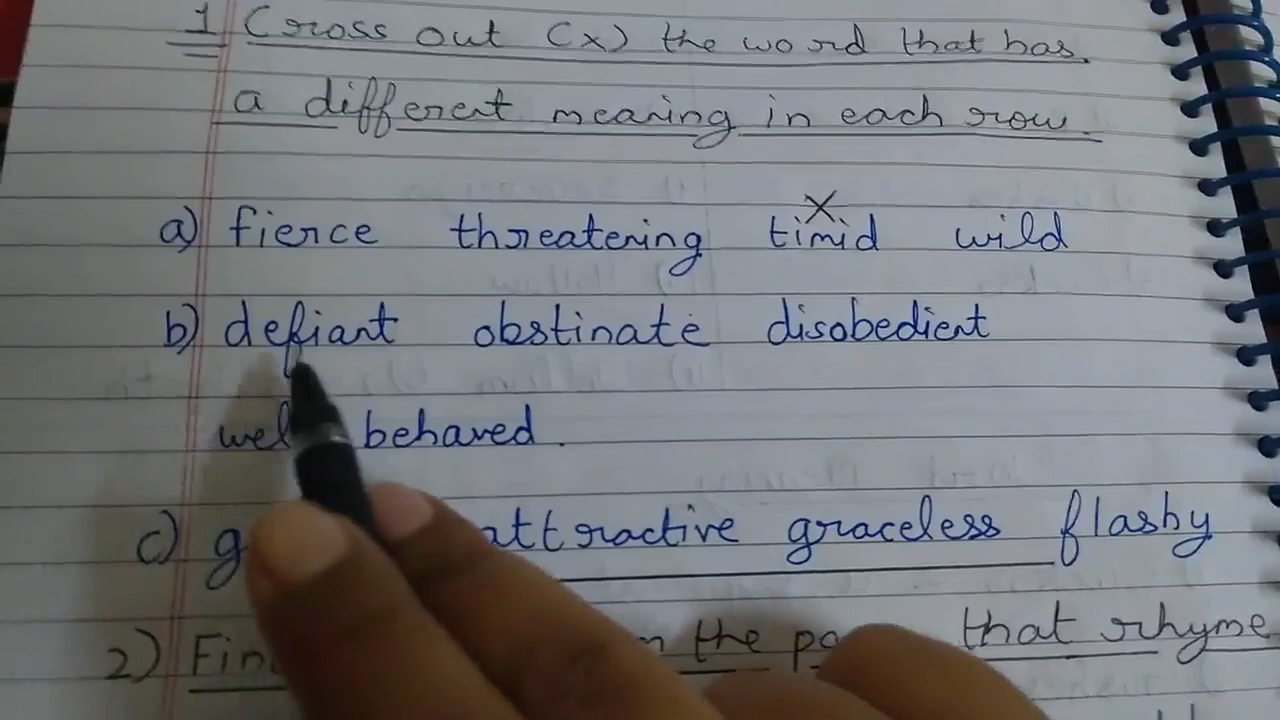 1 Cross out (x) the word that has
a different meaning in each row.
x
a) fierce threatening timid wild
b) defiant obstinate disobedient
behaved.
c) attractive graceless flashy
2) the that rhyme